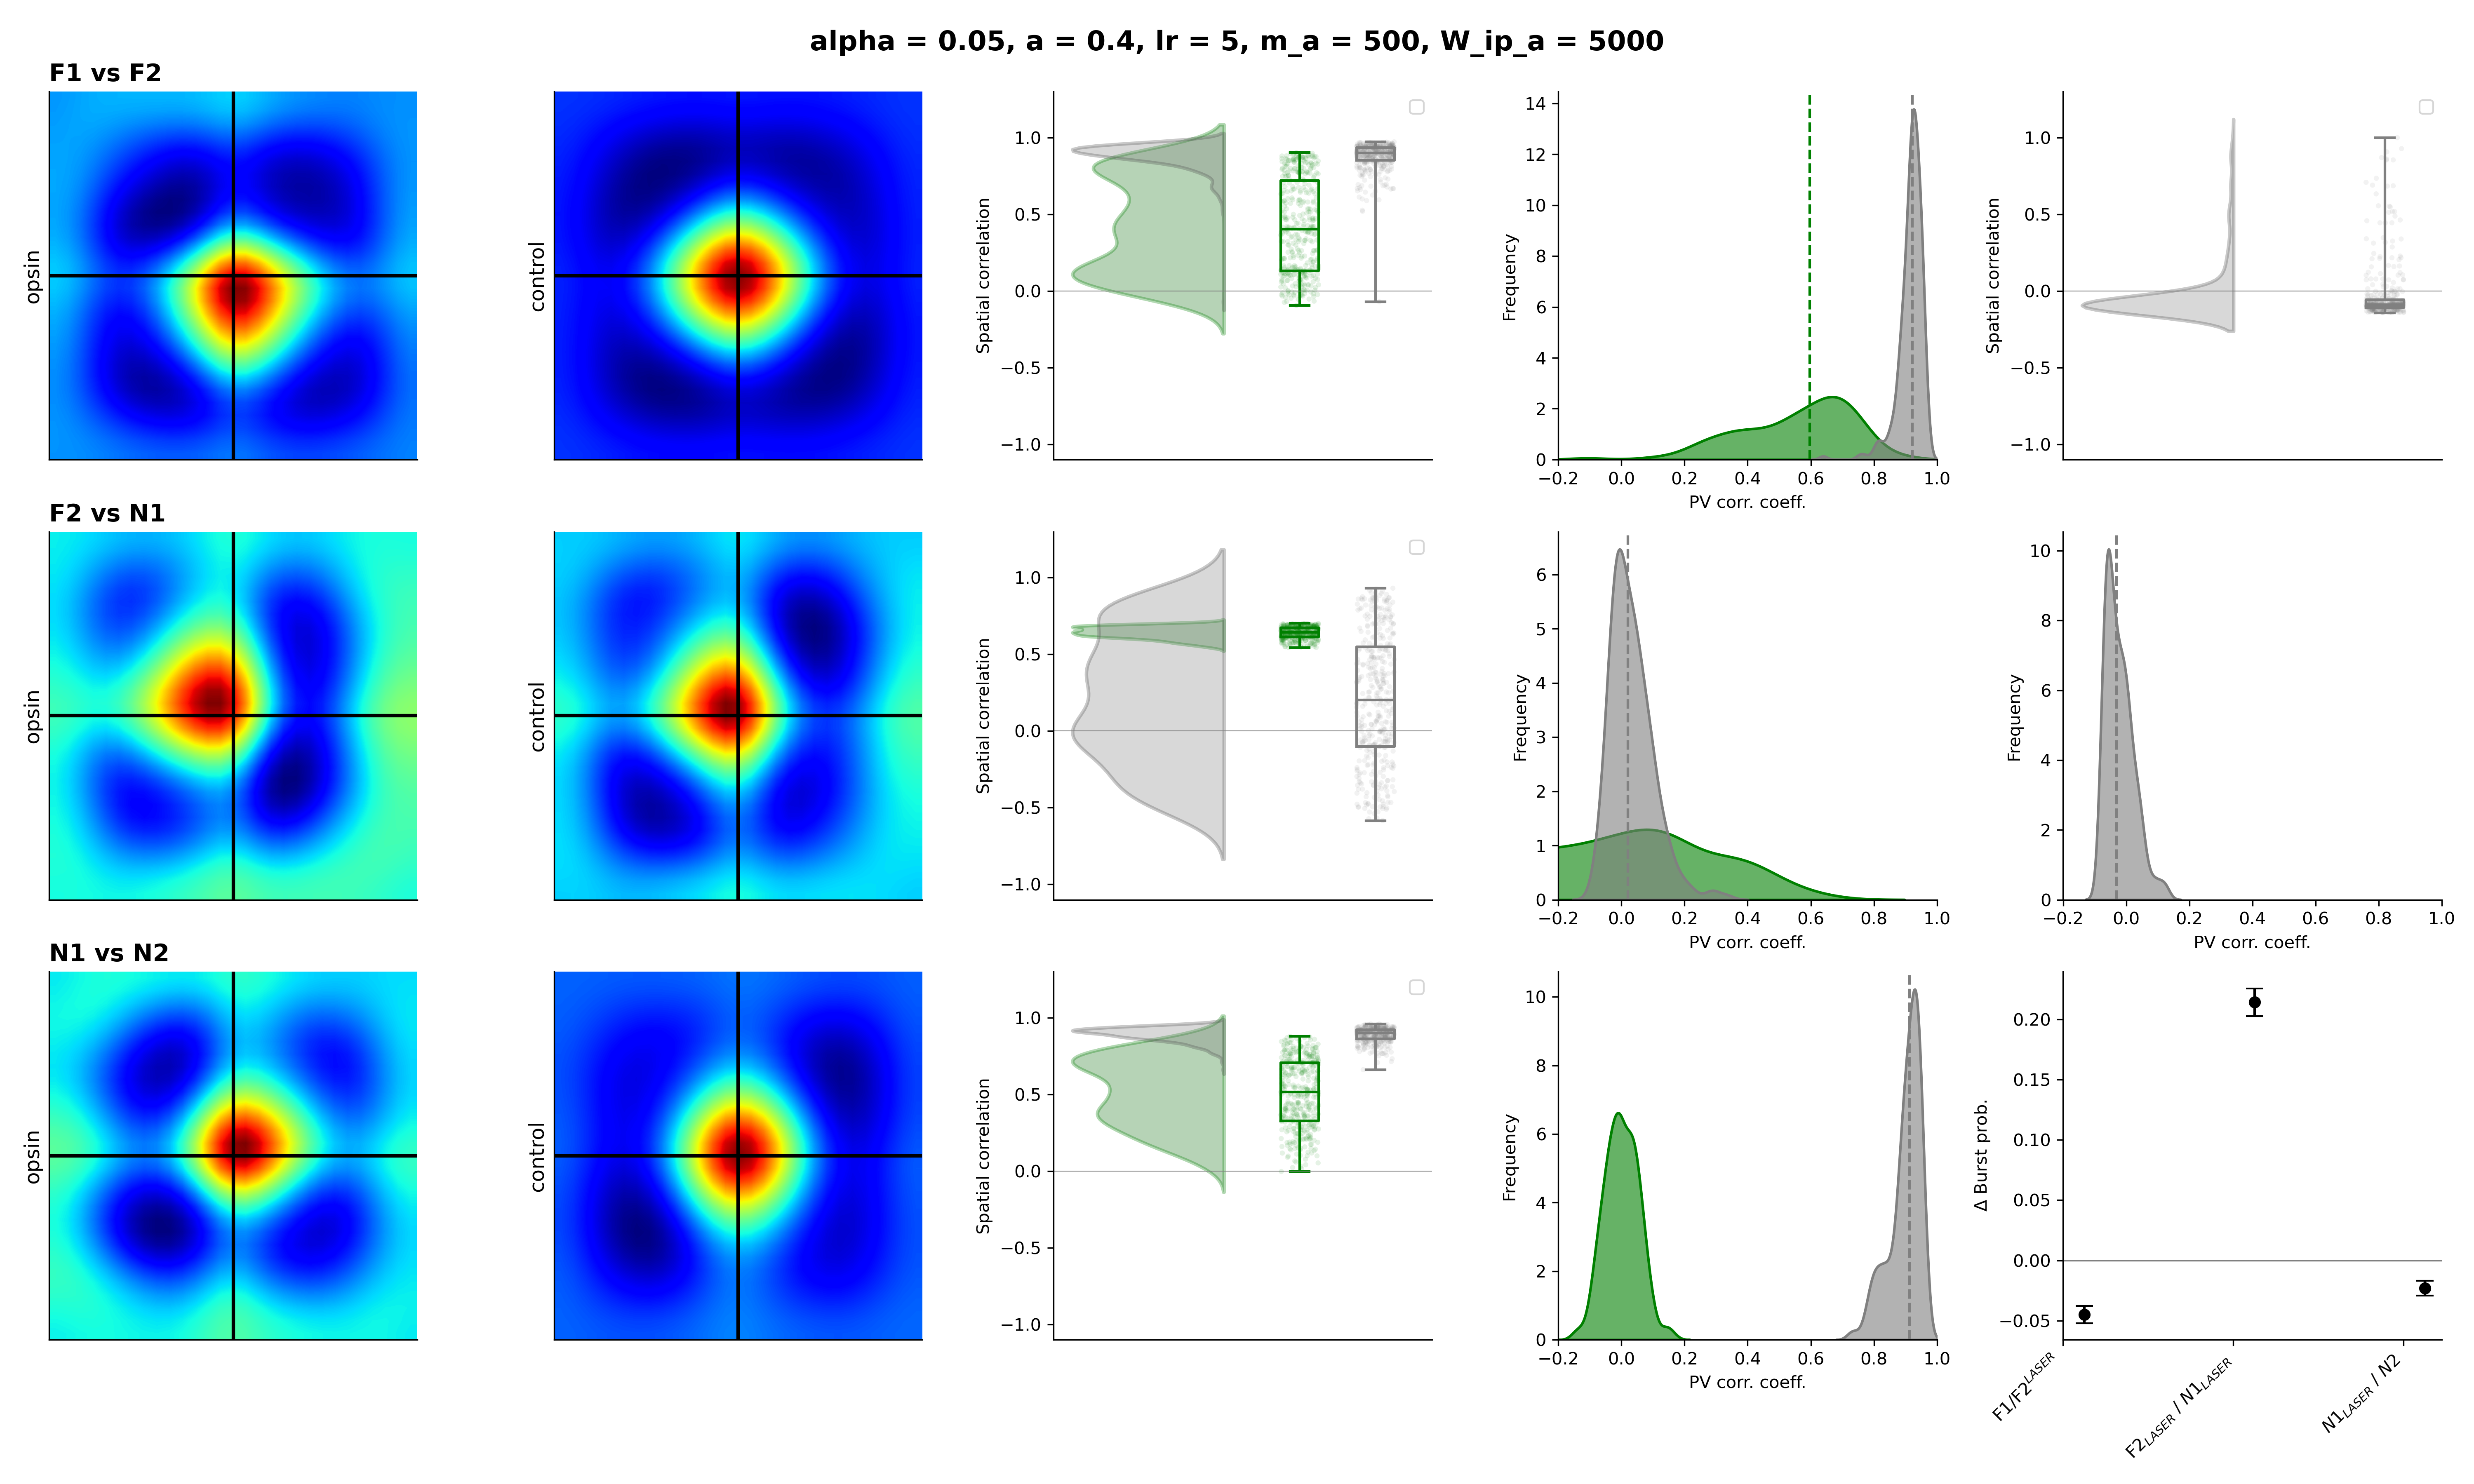 alpha = 0.05, a = 0.4, lr = 5, m_a = 500, W_ip_a = 5000
F1 vs F2
opsin
control
Spatial correlation
1.0
0.5
0.0
−0.5
−1.0
Frequency
14
12
10
8
6
4
2
0
−0.2 0.0 0.2 0.4 0.6 0.8 1.0
PV corr. coeff.
Spatial correlation
1.0
0.5
0.0
−0.5
−1.0
F2 vs N1
opsin
control
Spatial correlation
1.0
0.5
0.0
−0.5
−1.0
Frequency
6
5
4
3
2
1
0
−0.2 0.0 0.2 0.4 0.6 0.8 1.0
PV corr. coeff.
Frequency
10
8
6
4
2
0
−0.2 0.0 0.2 0.4 0.6 0.8 1.0
PV corr. coeff.
N1 vs N2
opsin
control
Spatial correlation
1.0
0.5
0.0
−0.5
−1.0
Frequency
10
8
6
4
2
0
−0.2 0.0 0.2 0.4 0.6 0.8 1.0
PV corr. coeff.
Δ Burst prob.
0.20
0.15
0.10
0.05
0.00
−0.05
F1/F2LASER
F2LASER / N1LASER
N1LASER / N2